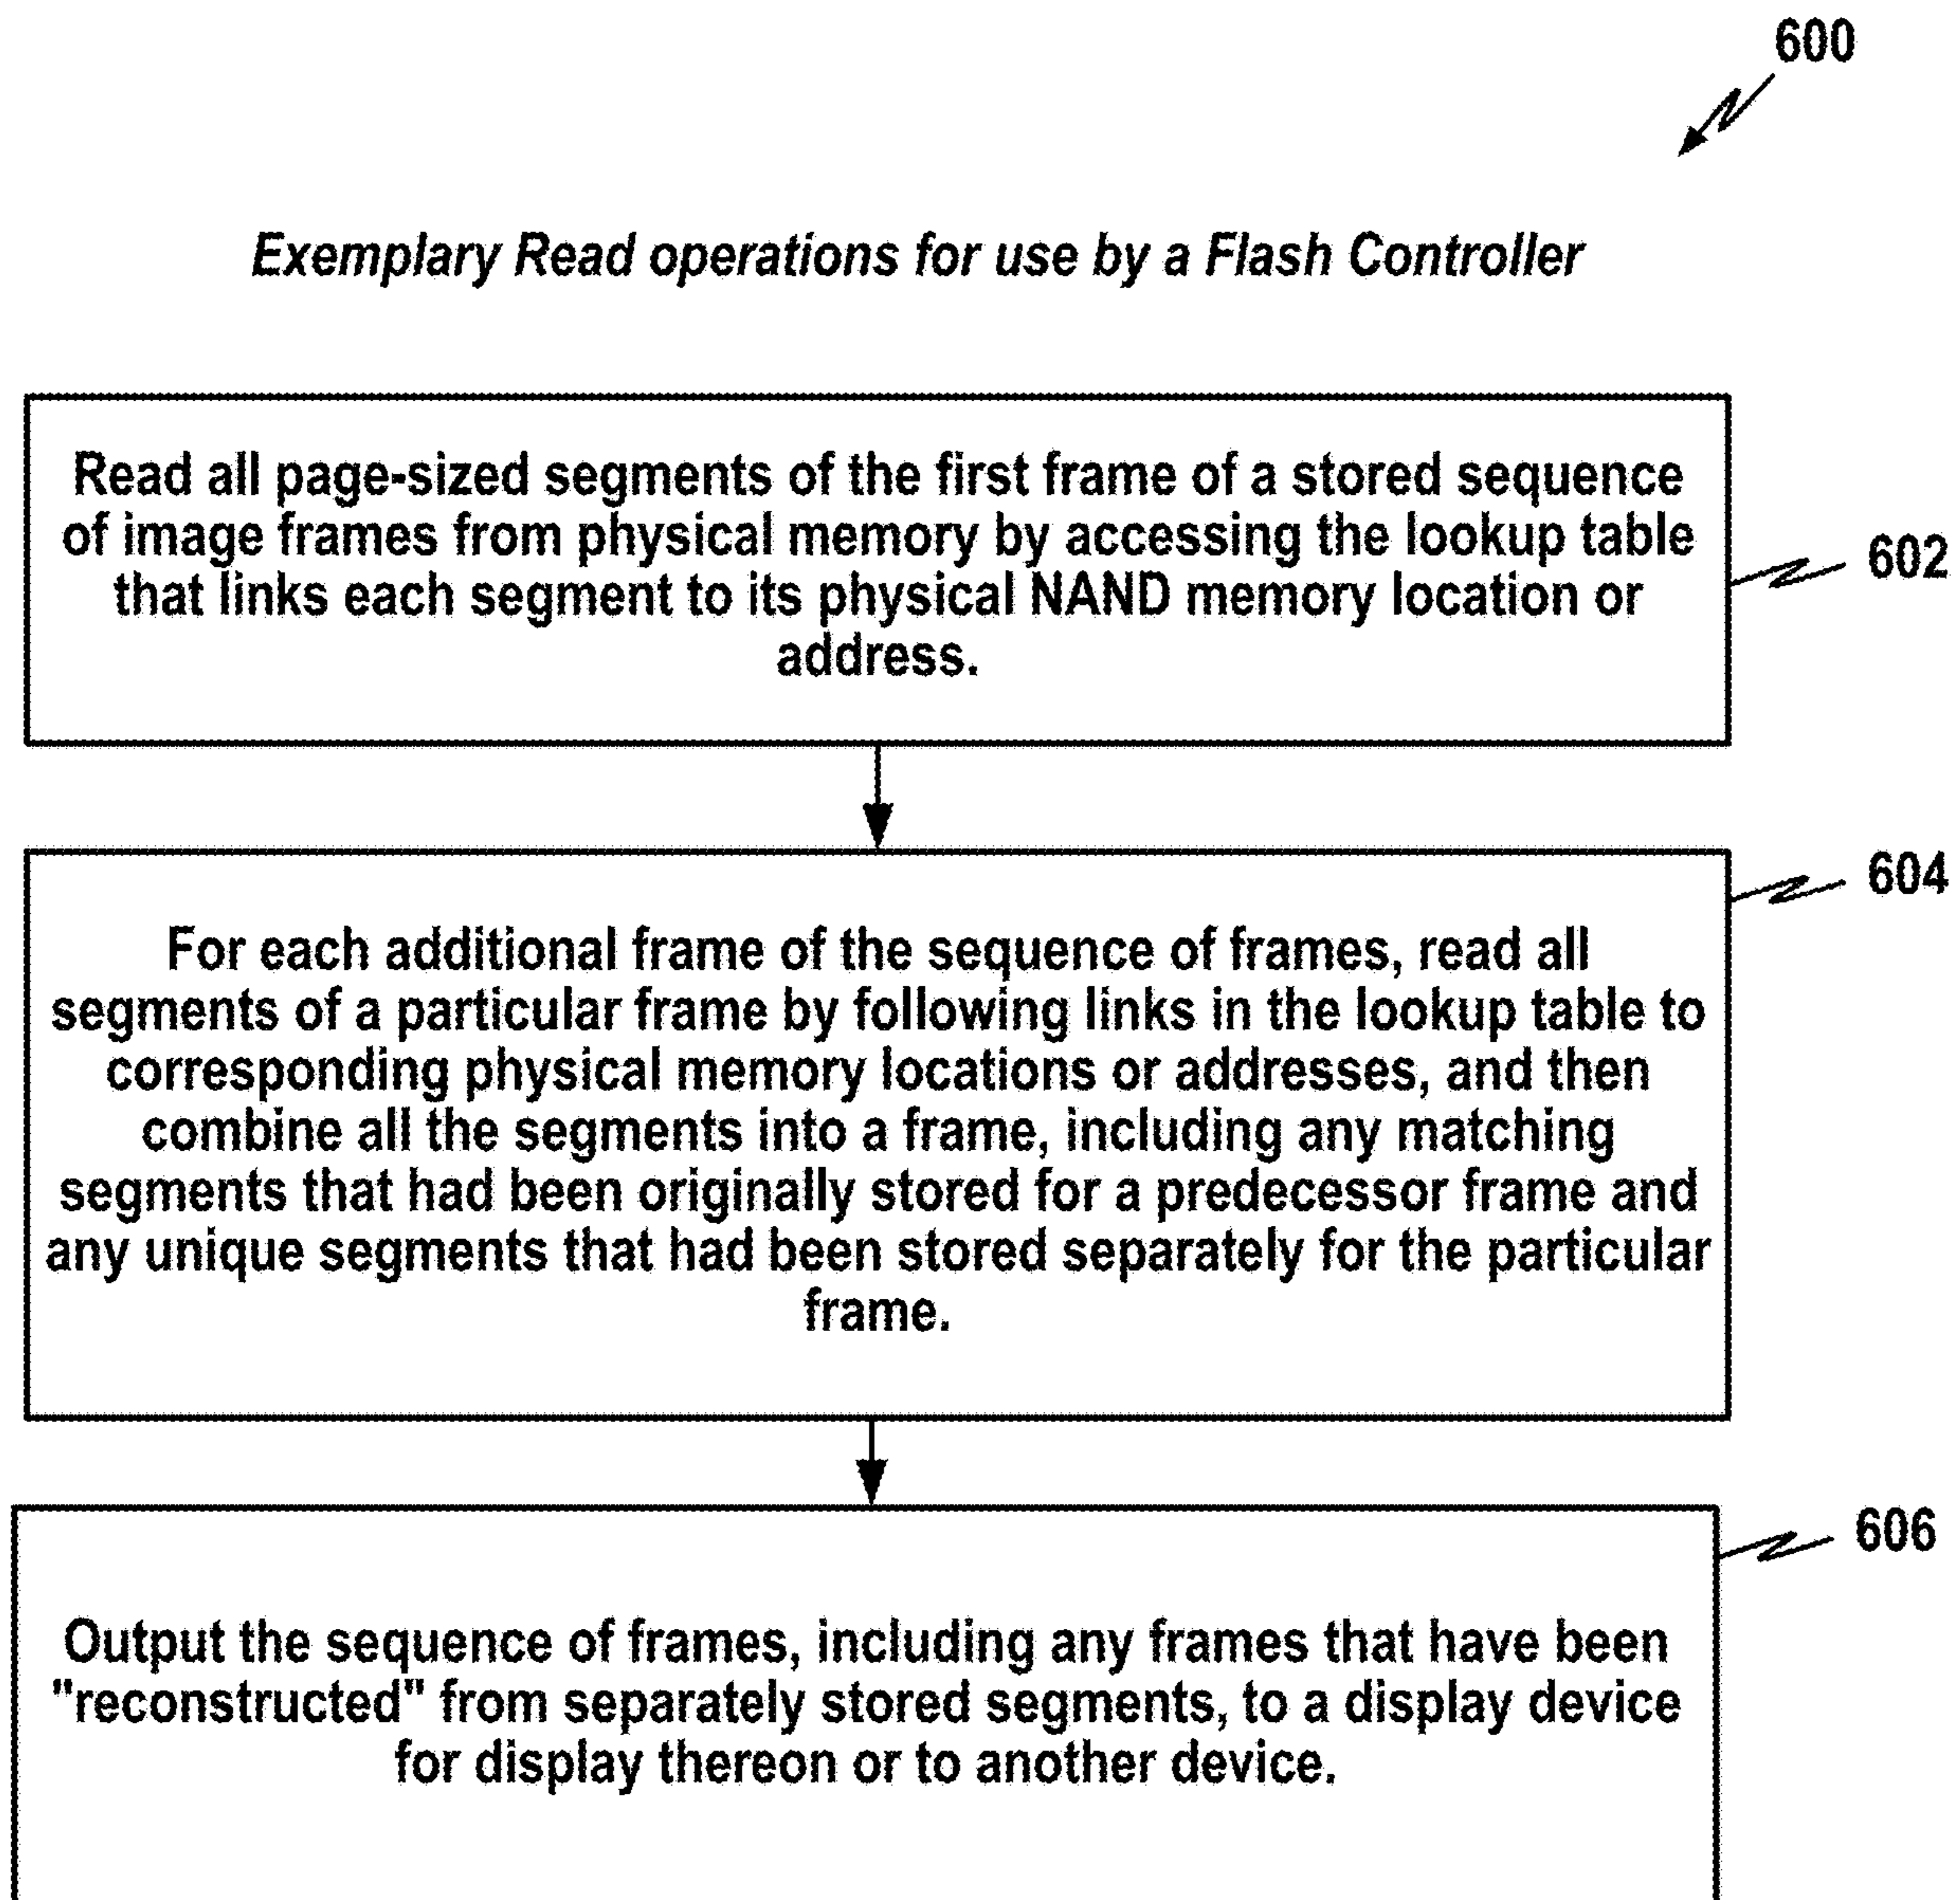 600
Exemplary Read operations for use by a Flash Controller
Read all page-sized segments of the first frame of a stored sequence
of image frames from physical memory by accessing the lookup table
that links each segment to its physical NAND memory location or
address.
602
For each additional frame of the sequence of frames, read all
segments of a particular frame by following links in the lookup table to
corresponding physical memory locations or addresses, and then
combine all the segments into a frame, including any matching
segments that had been originally stored for a predecessor frame and
any unique segments that had been stored separately for the particular
frame.
604
Output the sequence of frames, including any frames that have been
"reconstructed" from separately stored segments, to a display device
for display thereon or to another device.
606